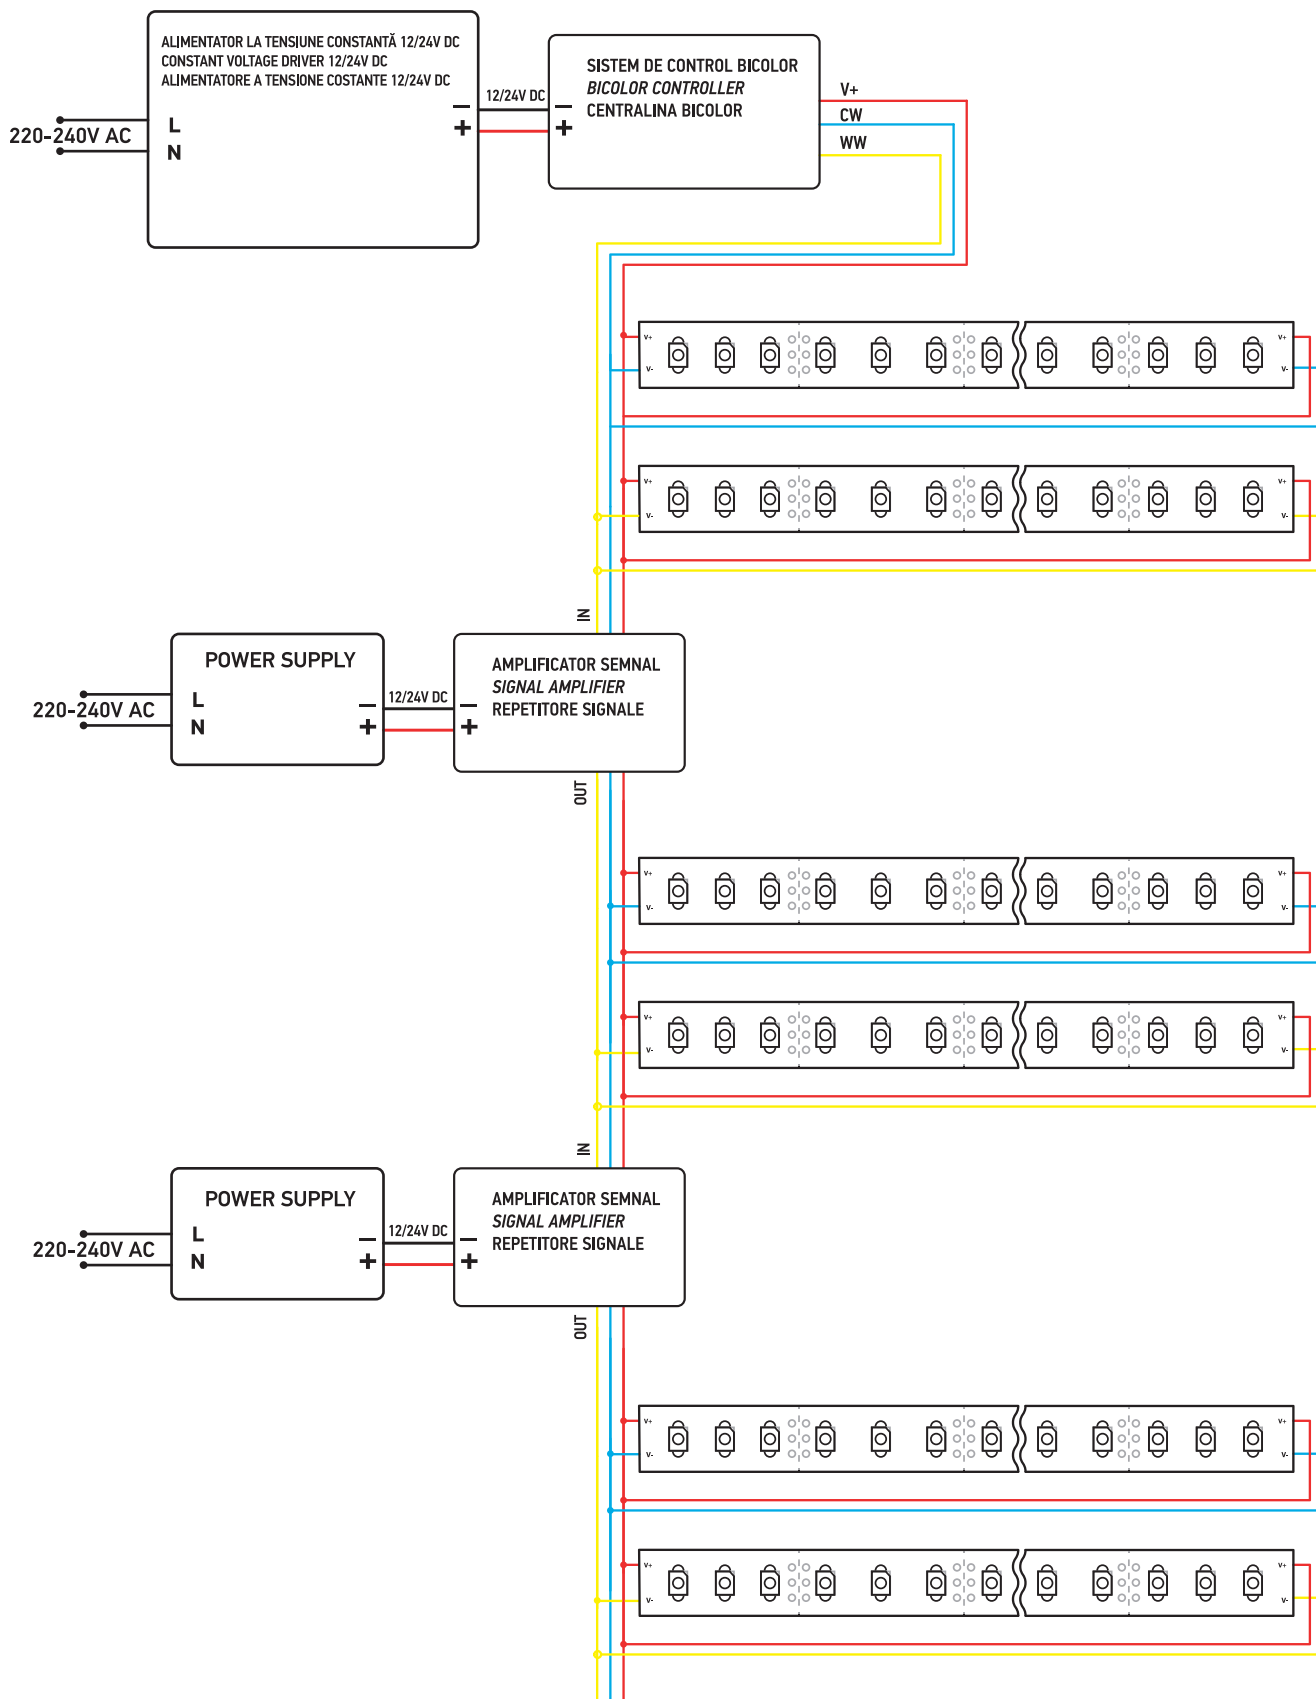 ALIMENTATOR LA TENSIUNE CONSTANTĂ 12/24V DC
CONSTANT VOLTAGE DRIVER 12/24V DC
ALIMENTATORE A TENSIONE COSTANTE 12/24V DC
220-240V AC
L
N
−
+
12/24V DC
−
+
SISTEM DE CONTROL BICOLOR
BICOLOR CONTROLLER
CENTRALINA BICOLOR
V+
CW
WW
V+
V-
V+
V-
V+
V-
V+
V-
IN
POWER SUPPLY
220-240V AC
L
N
−
+
12/24V DC
−
+
AMPLIFICATOR SEMNAL
SIGNAL AMPLIFIER
REPETITORE SIGNALE
OUT
V+
V-
V+
V-
V+
V-
V+
V-
IN
POWER SUPPLY
220-240V AC
L
N
−
+
12/24V DC
−
+
AMPLIFICATOR SEMNAL
SIGNAL AMPLIFIER
REPETITORE SIGNALE
OUT
V+
V-
V+
V-
V+
V-
V+
V-